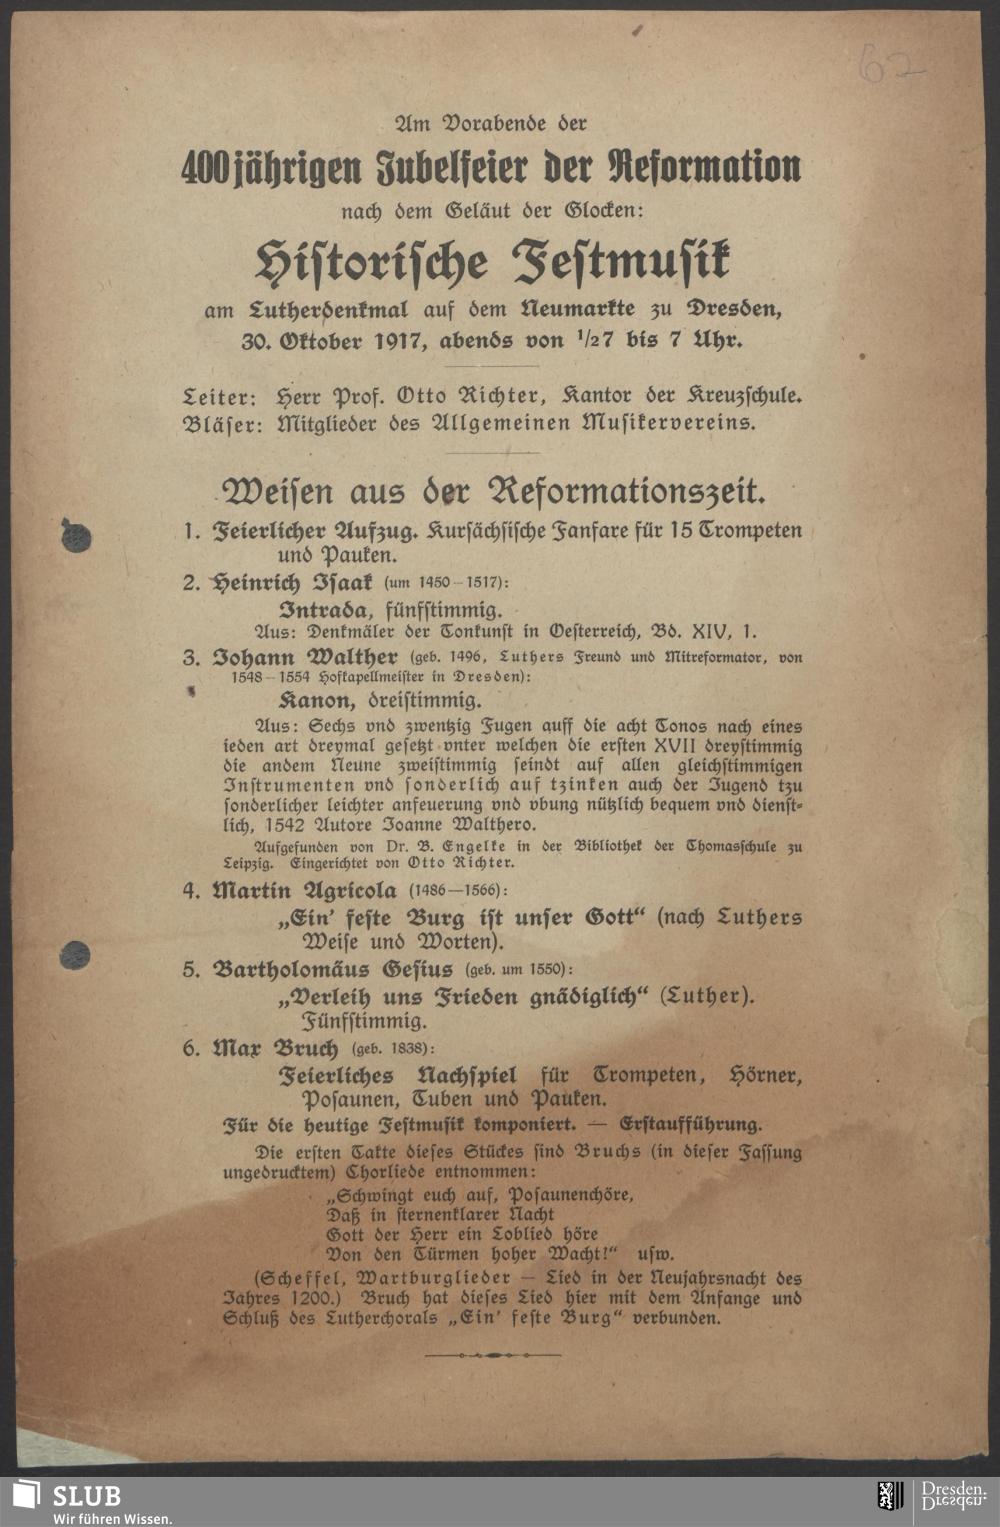 62
Am Vorabende der
400jährigen Jubelfeier der Reformation
nach dem Geläut der Glocken:
Historische Festmusik
am Lutherdenkmal auf dem Neumarkte zu Dresden,
30. Oktober 1917, abends von 1/27 bis 7 Uhr.
Leiter: Herr Prof. Otto Richter, Kantor der Kreuzschule.
Bläser: Mitglieder des Allgemeinen Musikervereins.
Weisen aus der Reformationszeit.
1. Feierlicher Aufzug. Kursächsische Fanfare für 15 Trompeten
und Pauken.
2. Heinrich Isaak (um 1450–1517):
Intrada, fünfstimmig.
Aus: Denkmäler der Tonkunst in Oesterreich, Bd. XIV, 1.
3. Johann Walther (geb. 1496, Luthers Freund und Mitreformator, von
1548–1554 Hofkapellmeister in Dresden):
Kanon, dreistimmig.
Aus: Sechs vnd zwentzig Fugen auff die acht Tonos nach eines
ieden art dreymal gesetzt vnter welchen die ersten XVII dreystimmig
die andem Neune zweistimmig seindt auf allen gleichstimmigen
Instrumenten vnd sonderlich auf tzinken auch der Jugend tzu
sonderlicher leichter anfeuerung vnd vbung nützlich bequem vnd dienst-
lich, 1542 Autore Joanne Walthero.
Aufgefunden von Dr. B. Engelke in der Bibliothek der Thomasschule zu
Leipzig. Eingerichtet von Otto Richter.
4. Martin Agricola (1486—1566):
„Ein' feste Burg ist unser Gott“ (nach Luthers
Weise und Worten).
5. Bartholomäus Gesius (geb. um 1550):
„Verleih uns Frieden gnädiglich“ (Luther).
Fünfstimmig.
6. Max Bruch (geb. 1838):
Feierliches Nachspiel für Trompeten, Hörner,
Posaunen, Tuben und Pauken.
Für die heutige Festmusik komponiert. — Erstaufführung.
Die ersten Takte dieses Stückes sind Bruchs (in dieser Fassung
ungedrucktem) Chorliede entnommen:
„Schwingt euch auf, Posaunenchöre,
Daß in sternenklarer Nacht
Gott der Herr ein Loblied höre
Von den Türmen hoher Wacht!“ usw.
(Scheffel, Wartburglieder — Lied in der Neujahrsnacht des
Jahres 1200.) Bruch hat dieses Lied hier mit dem Anfange und
Schluß des Lutherchorals „Ein' feste Burg“ verbunden.
SLUB
Wir führen Wissen.
Dresden.
Dresden.